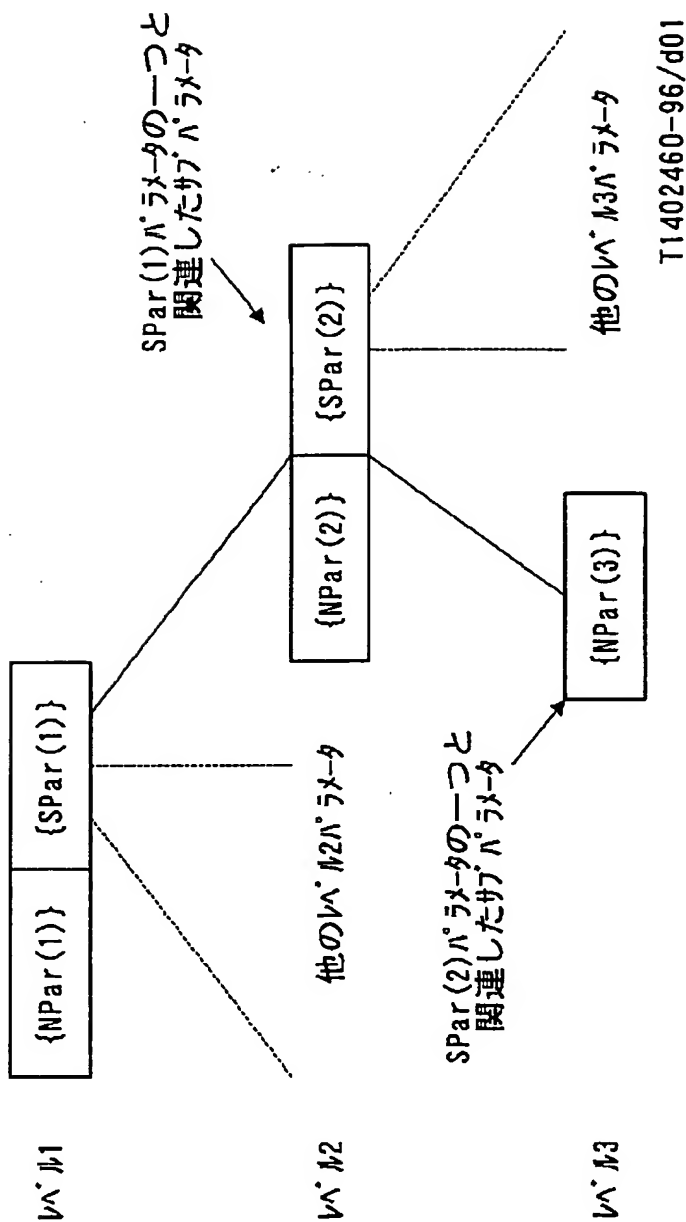 レベル1
{NPar(1)}
{SPar(1)}
SPar(1)パラメータの一つと
関連したサブパラメータ
レベル2
他のレベル2パラメータ
{NPar(2)}
{SPar(2)}
SPar(2)パラメータの一つと
関連したサブパラメータ
レベル3
{NPar(3)}
他のレベル3パラメータ
T1402460-96/d01